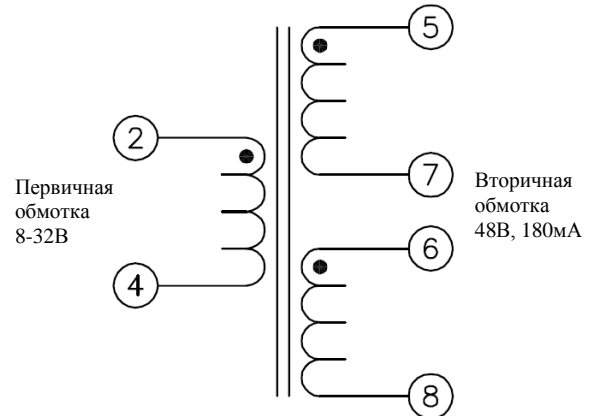 5
2
Первичная
обмотка
8-32В
4
7
Вторичная
обмотка
48В, 180мА
6
8